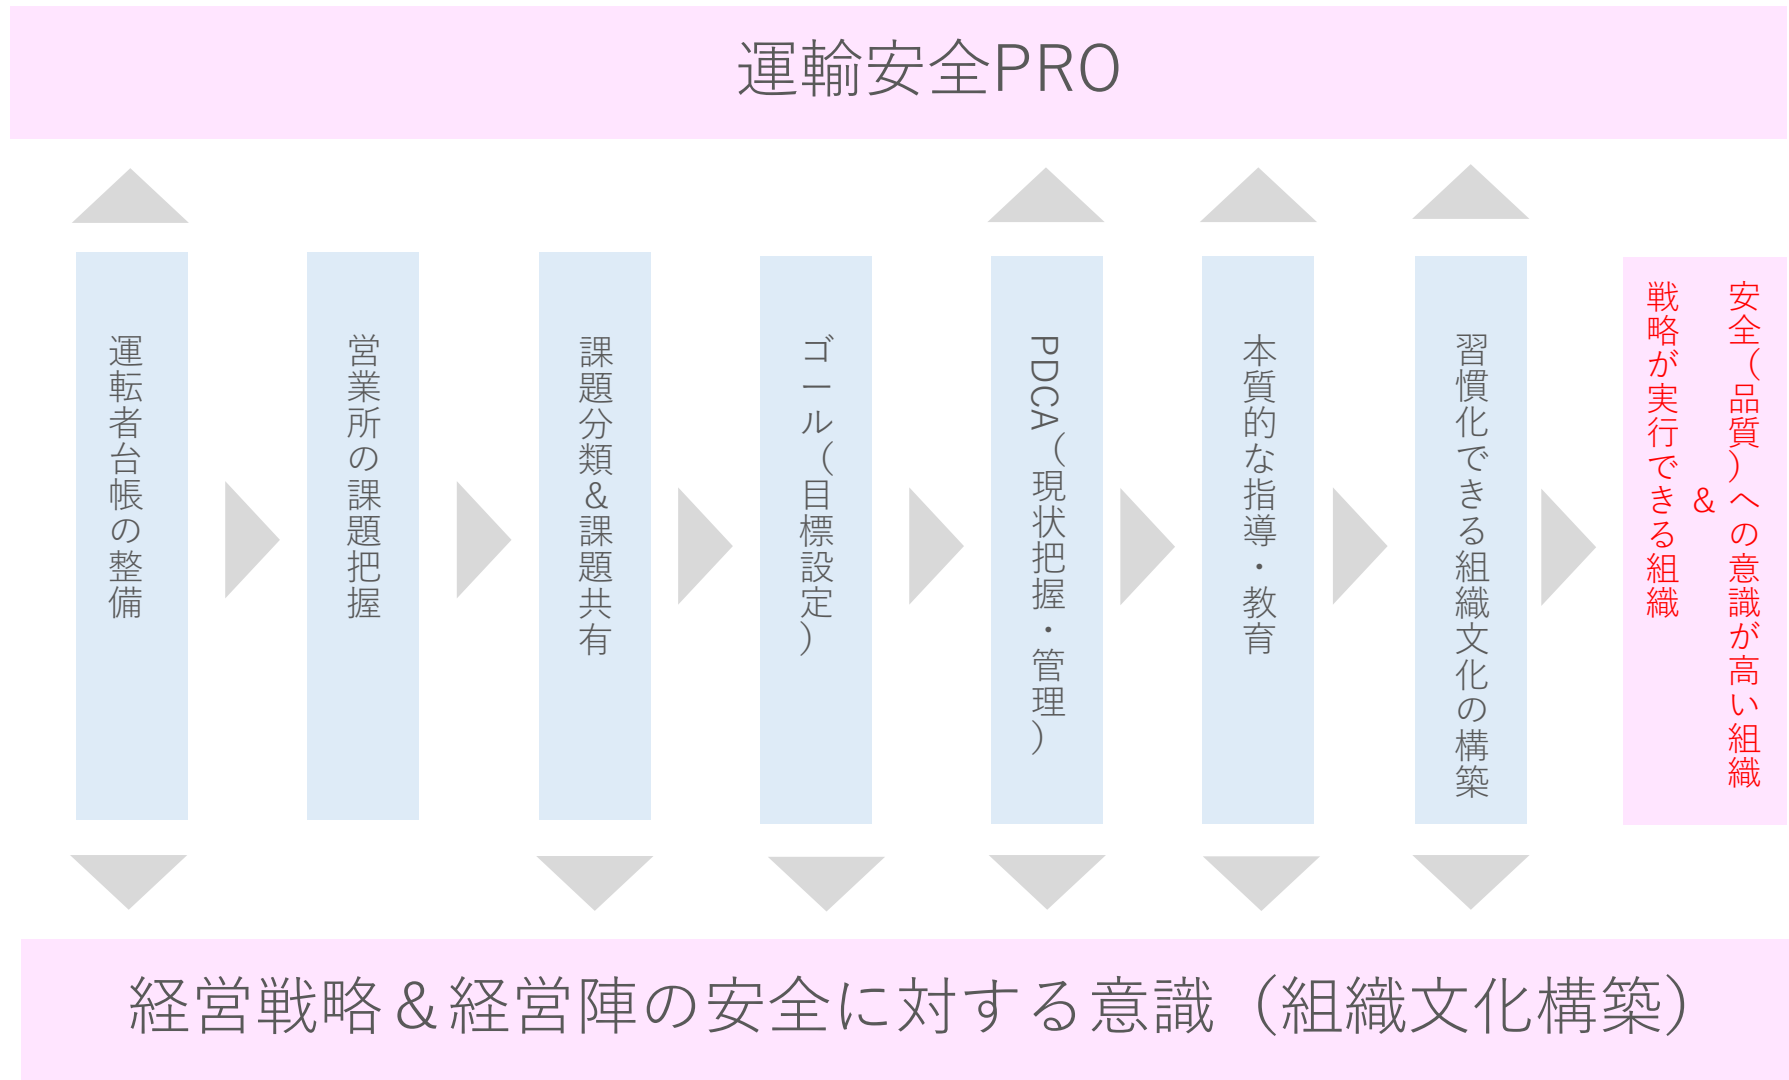 運輸安全PRO
運転者台帳の整備
営業所の課題把握
課題分類＆課題共有
ゴール（目標設定）
PDCA（現状把握・管理）
本質的な指導・教育
習慣化できる組織文化の構築
安全（品質）への意識が高い組織
＆
戦略が実行できる組織
経営戦略＆経営陣の安全に対する意識（組織文化構築）